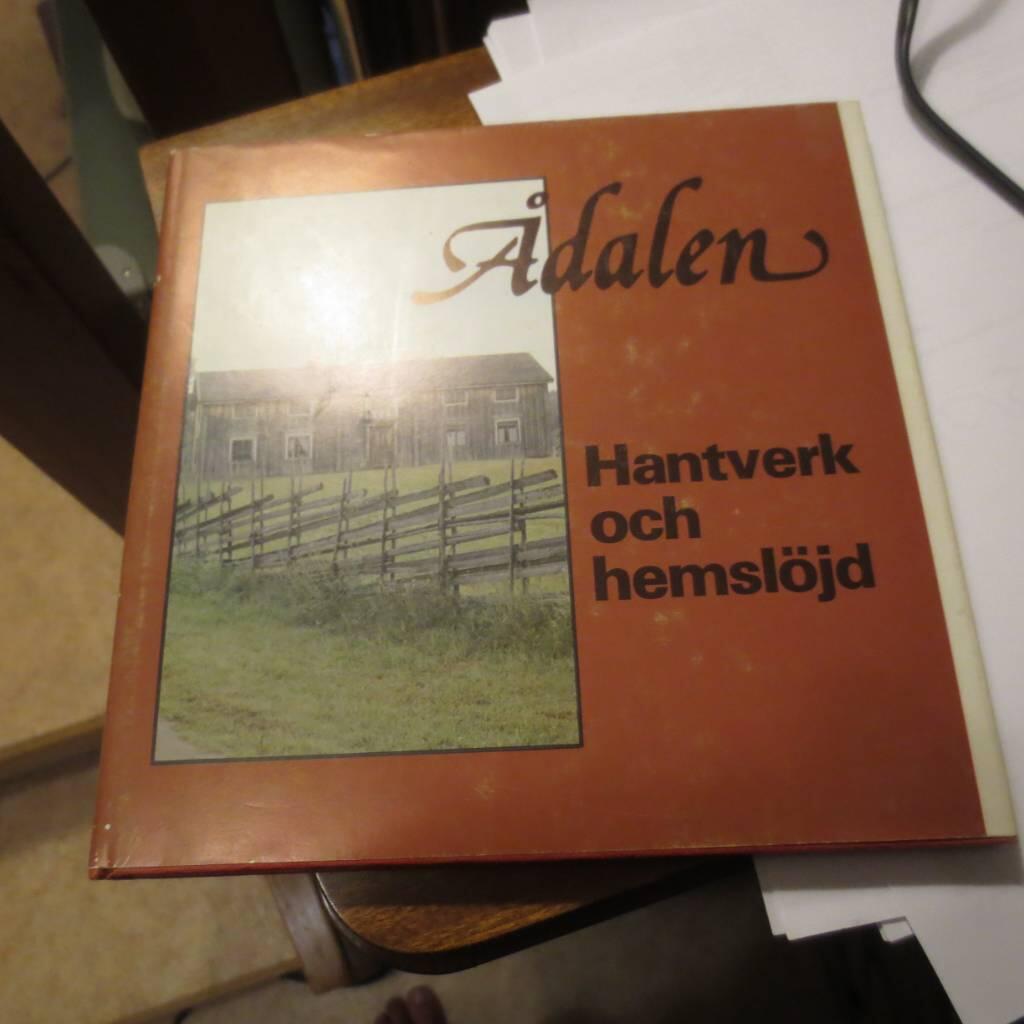 Ådalen
Hantverk
och
hemslöjd